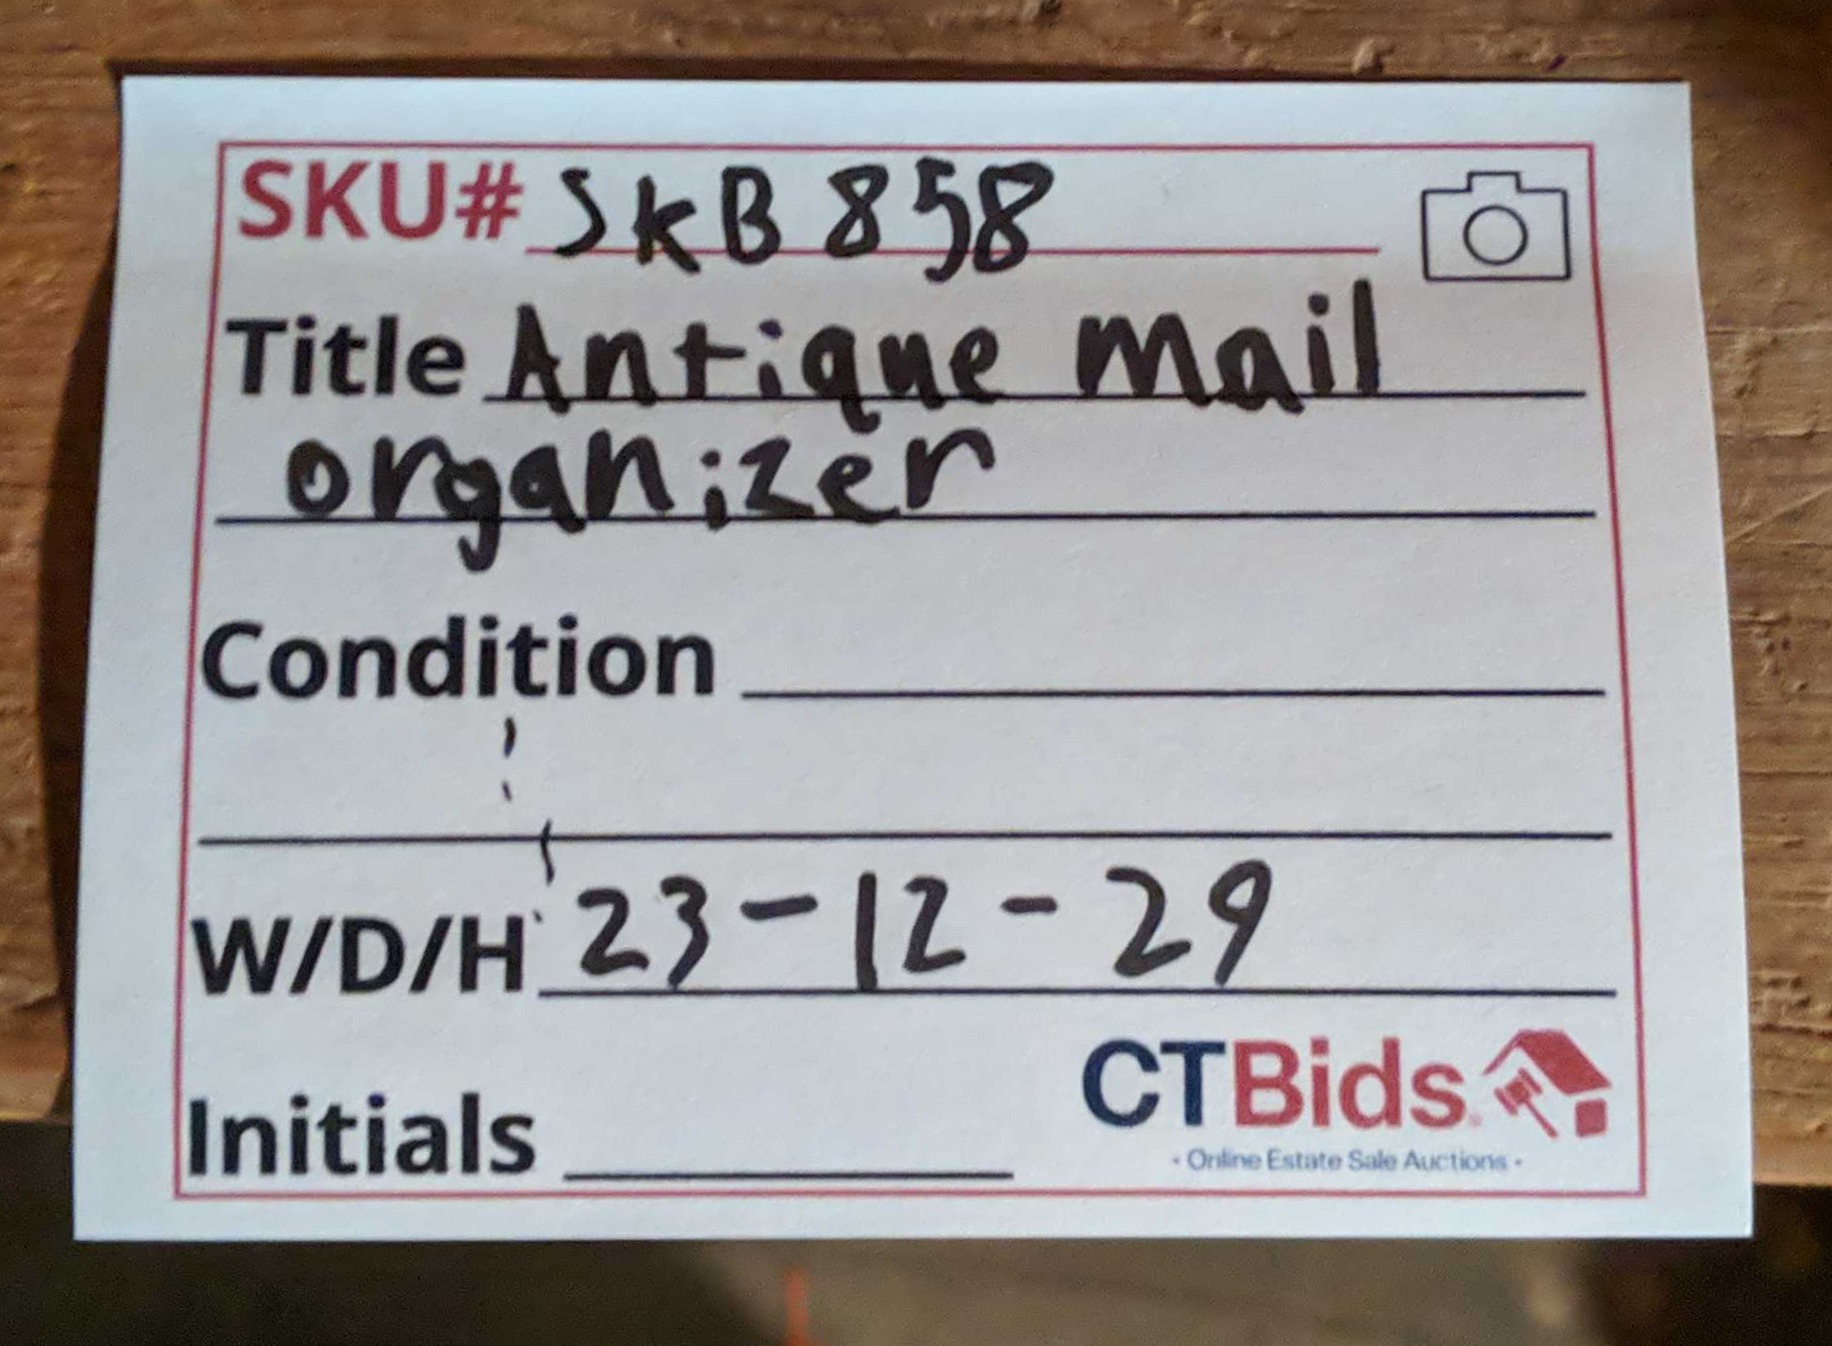 SKU# SKB 858
Title Antique mail
organizer
Condition
W/D/H 23-12-29
Initials
CTBids
· Online Estate Sale Auctions ·